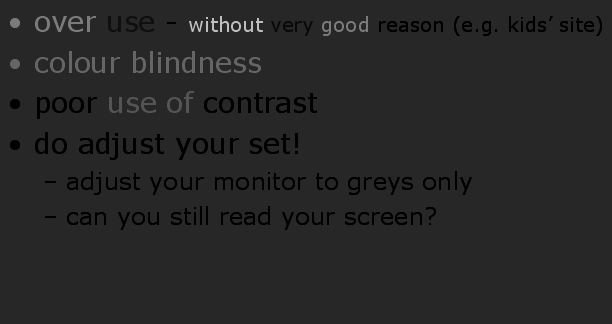 • over use - without very good reason (e.g. kids’ site)
• colour blindness
• poor use of contrast
• do adjust your set!
– adjust your monitor to greys only
– can you still read your screen?